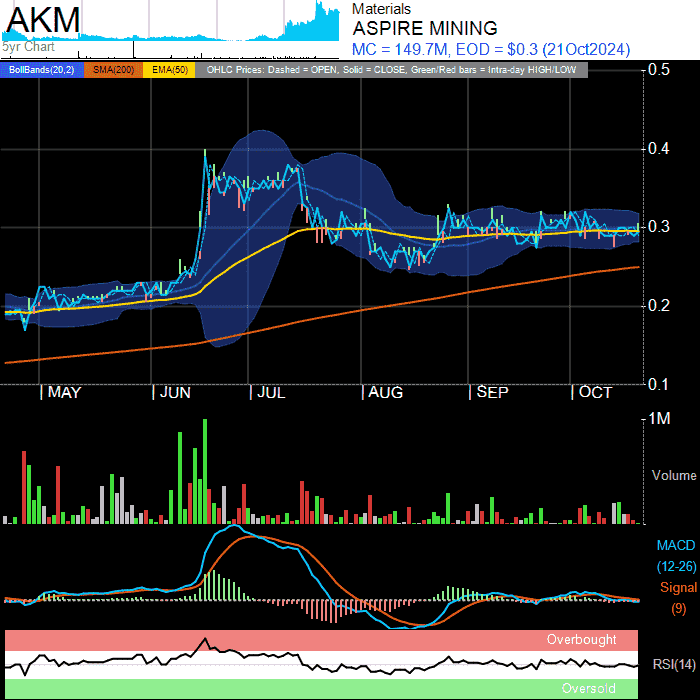 AKM
5yr Chart
Materials
ASPIRE MINING
MC = 149.7M, EOD = $0.3 (21Oct2024)
BollBands(20,2) SMA(200) EMA(50) OHLC Prices: Dashed = OPEN, Solid = CLOSE, Green/Red bars = Intra-day HIGH/LOW
0.5
0.4
0.3
0.2
0.1
MAY JUN JUL AUG SEP OCT
1M
Volume
MACD
(12-26)
Signal
(9)
Overbought
RSI(14)
Oversold